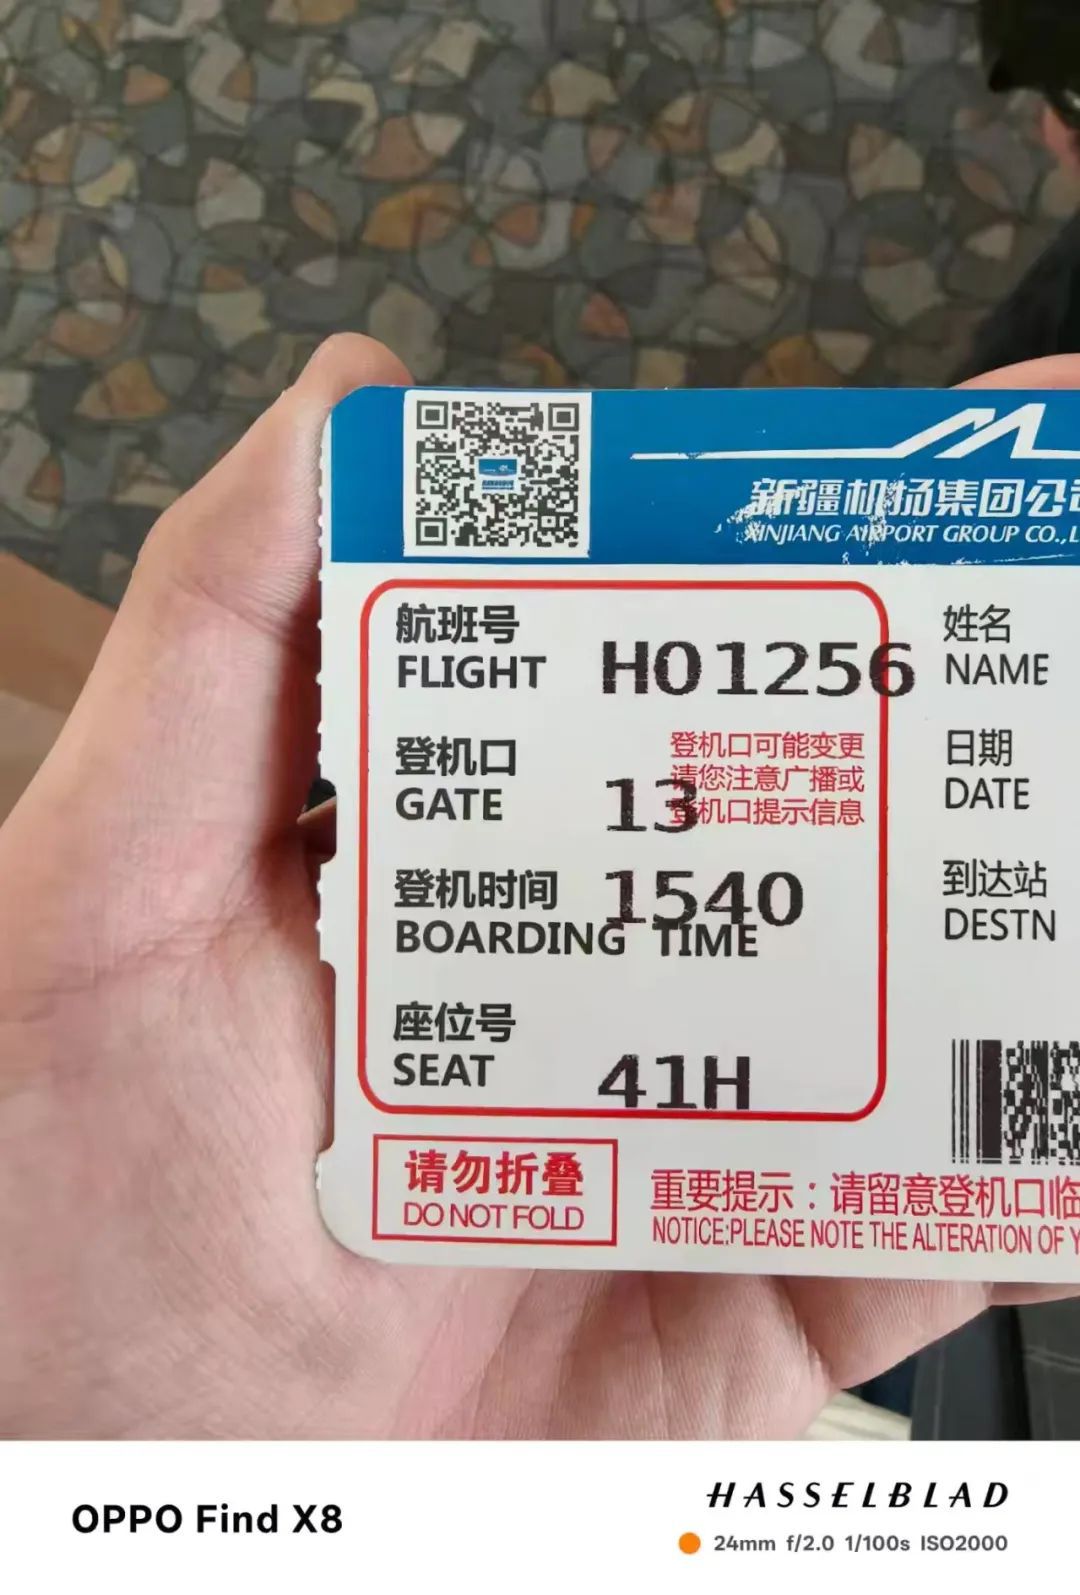 新疆机场集团公司
XINJIANG AIRPORT GROUP CO.,L
航班号
FLIGHT
HO1256
登机口
GATE
13
登机口可能变更
请您注意广播或
登机口提示信息
登机时间
BOARDING TIME
1540
座位号
SEAT
41H
姓名
NAME
日期
DATE
到达站
DESTN
请勿折叠
DO NOT FOLD
重要提示：请留意登机口临
NOTICE:PLEASE NOTE THE ALTERATION OF Y
OPPO Find X8
HASSELBLAD
24mm f/2.0 1/100s ISO2000